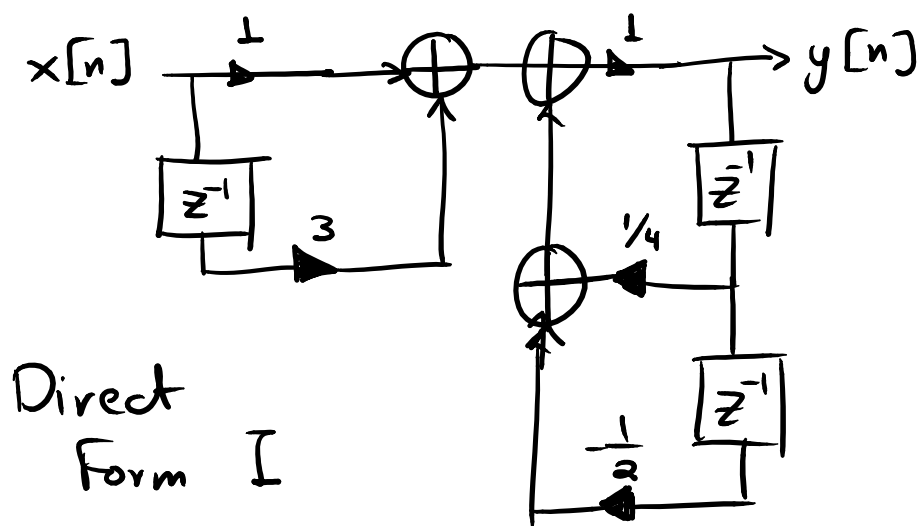 x[n]
1
1
y[n]
z⁻¹
3
z⁻¹
1/4
z⁻¹
-1/2
Direct
Form I